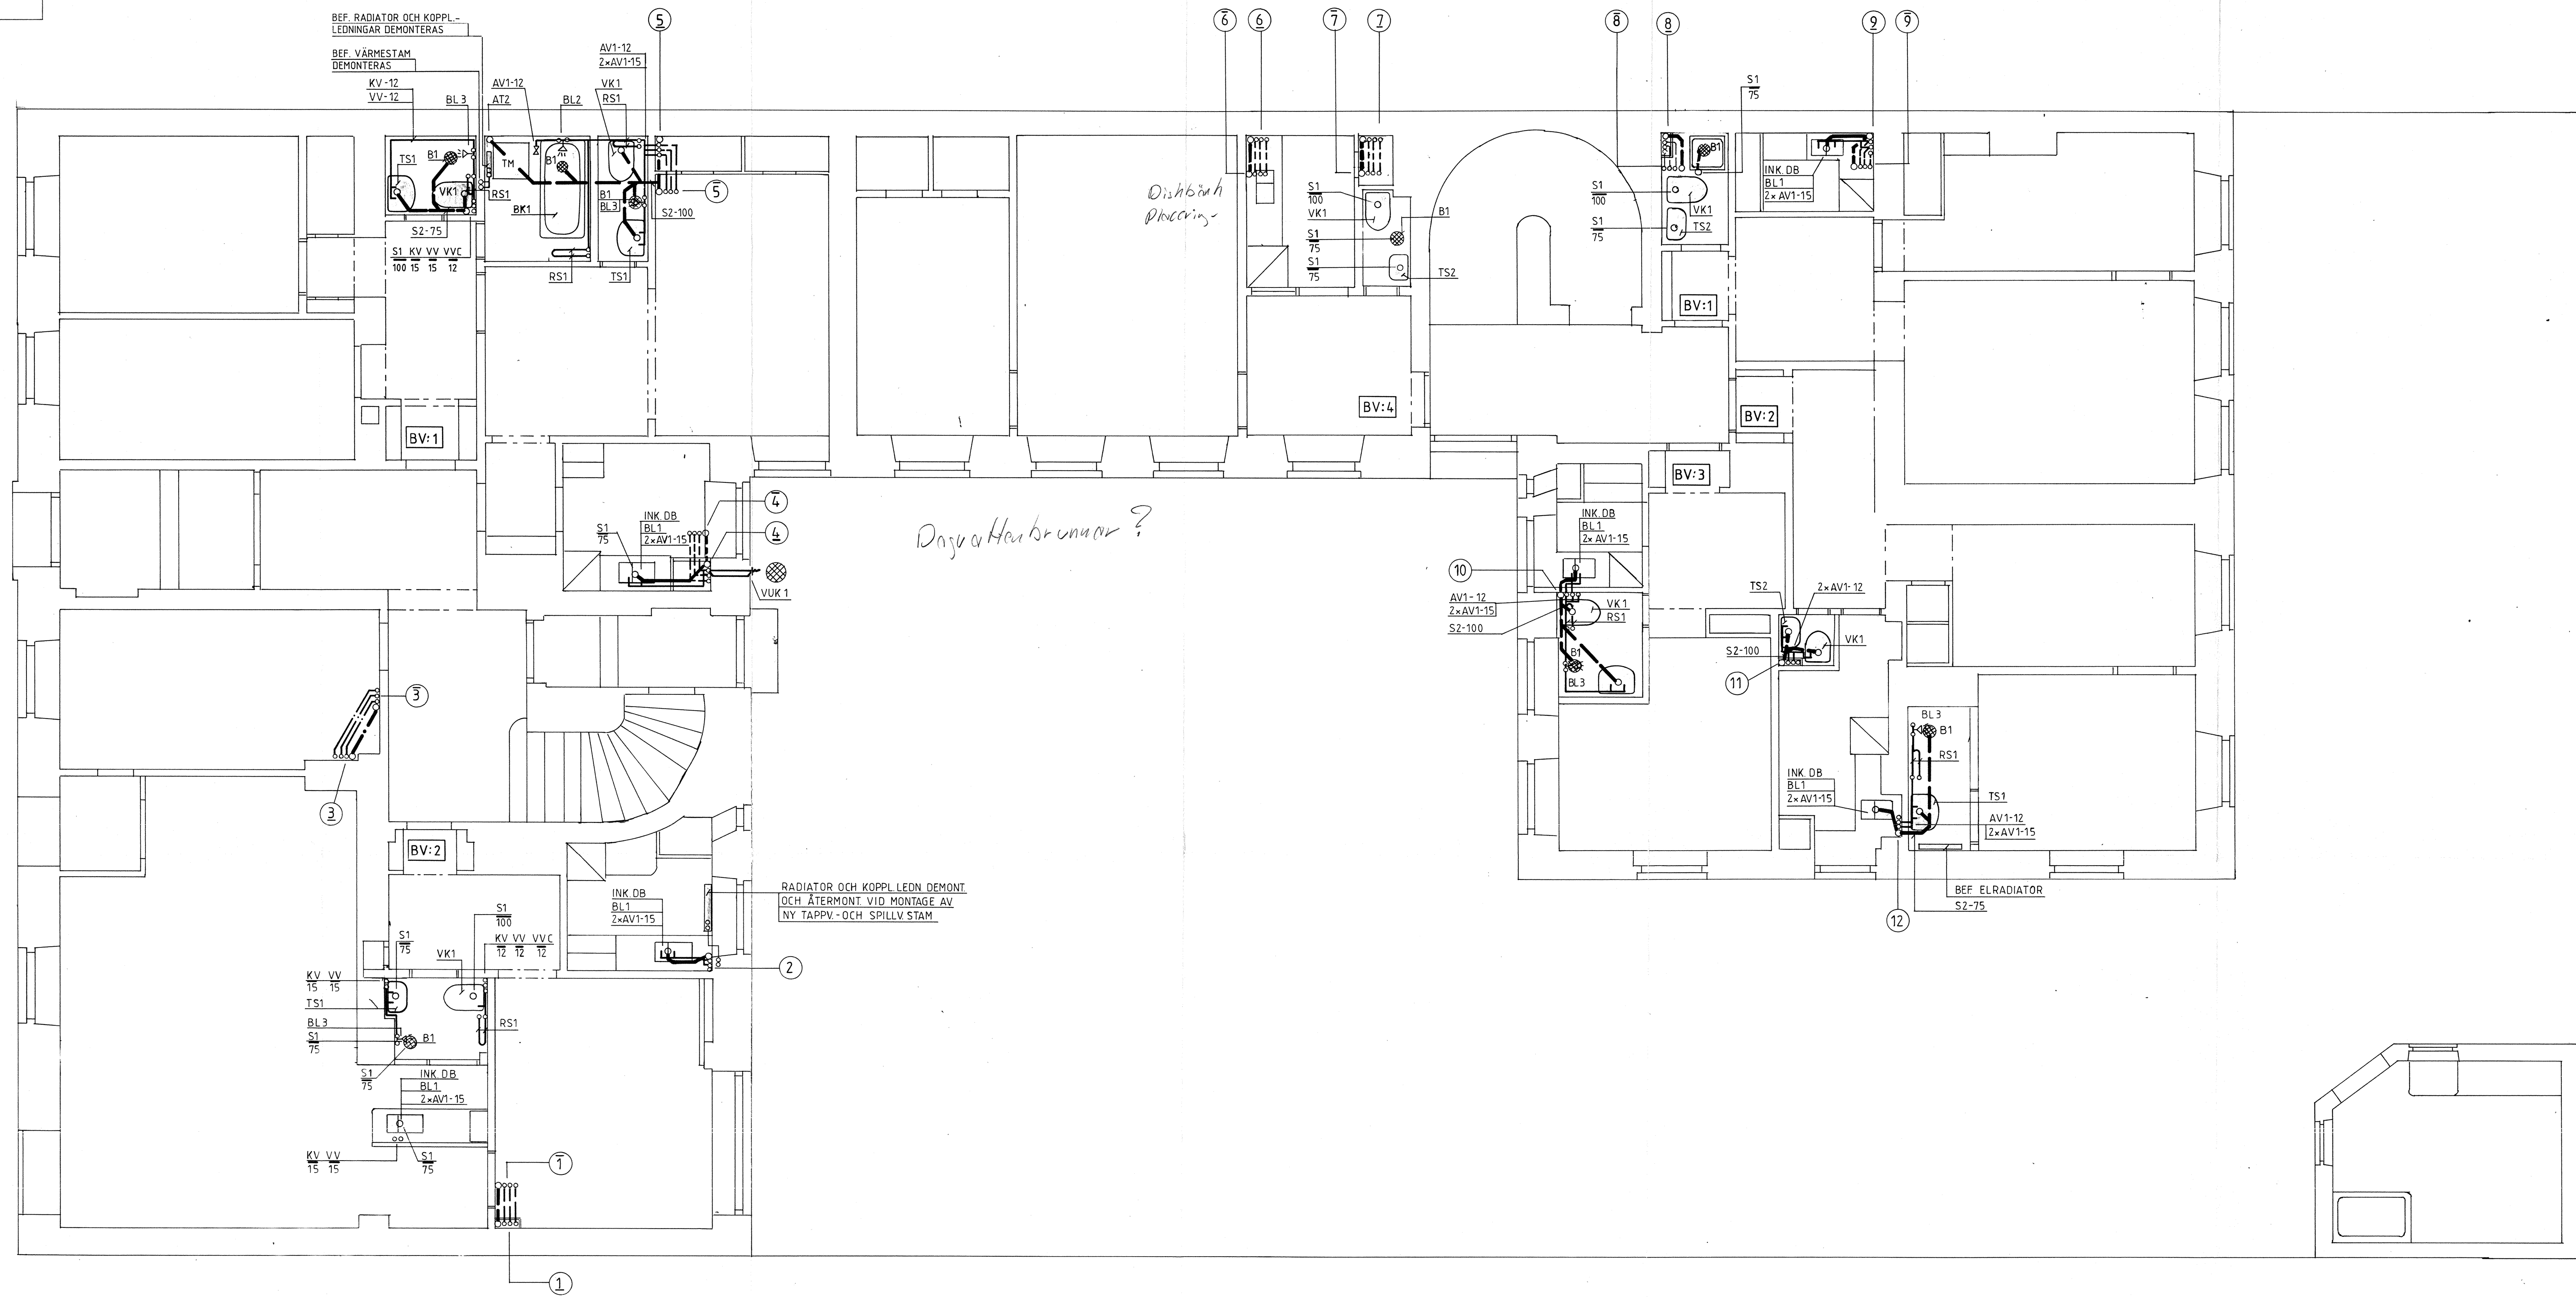 BEF. RADIATOR OCH KOPPL.-
LEDNINGAR DEMONTERAS
BEF. VÄRMESTAM
DEMONTERAS
KV-12
VV-12
BL3
AV1-12
AT2
BL2
AV1-12
2×AV1-15
VK1
RS1
5
6
6
7
7
8
8
9
9
S1
75
TS1
B1
VK1
RS1
TM
B1
BK1
B1
BL3
5
S2-100
S2-75
S1 KV VV VVC
100 15 15 12
RS1
TS1
Diskbänk
Placering
S1
100
VK1
S1
75
S1
75
B1
TS2
S1
100
S1
75
B1
VK1
TS2
INK.DB
BL1
2×AV1-15
BV:1
BV:1
BV:4
BV:2
BV:3
S1
75
INK.DB
BL1
2×AV1-15
4
4
VUK 1
Dagvattenbrunnar?
INK.DB
BL1
2×AV1-15
10
AV1-12
2×AV1-15
S2-100
VK1
RS1
B1
BL3
TS2
2×AV1-12
VK1
S2-100
11
3
3
BL3
B1
RS1
INK.DB
BL1
2×AV1-15
TS1
AV1-12
2×AV1-15
BEF. ELRADIATOR
S2-75
12
BV:2
INK.DB
BL1
2×AV1-15
RADIATOR OCH KOPPL.LEDN DEMONT.
OCH ÅTERMONT. VID MONTAGE AV
NY TAPPV.- OCH SPILLV.STAM
2
S1
100
S1
75
VK1
KV VV VVC
12 12 12
KV VV
15 15
TS1
BL3
S1
75
B1
RS1
S1
75
INK.DB
BL1
2×AV1-15
KV VV
15 15
S1
75
1
1